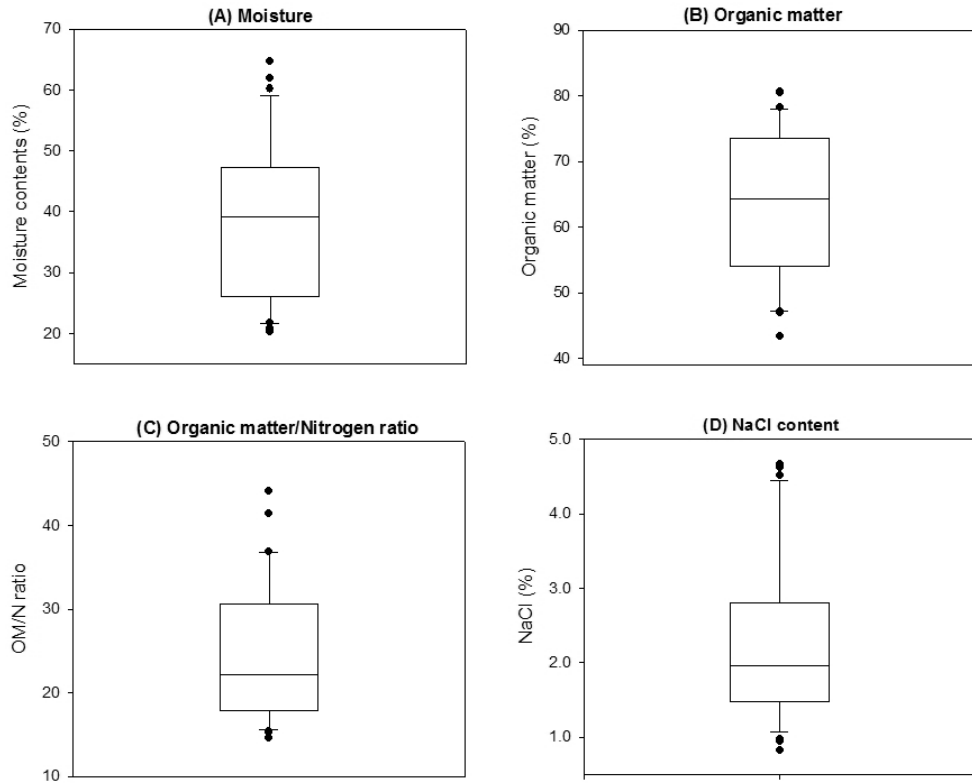 (A) Moisture
Moisture contents (%)
70
60
50
40
30
20
(B) Organic matter
Organic matter (%)
90
80
70
60
50
40
(C) Organic matter/Nitrogen ratio
OM/N ratio
50
40
30
20
10
(D) NaCl content
NaCl (%)
5.0
4.0
3.0
2.0
1.0